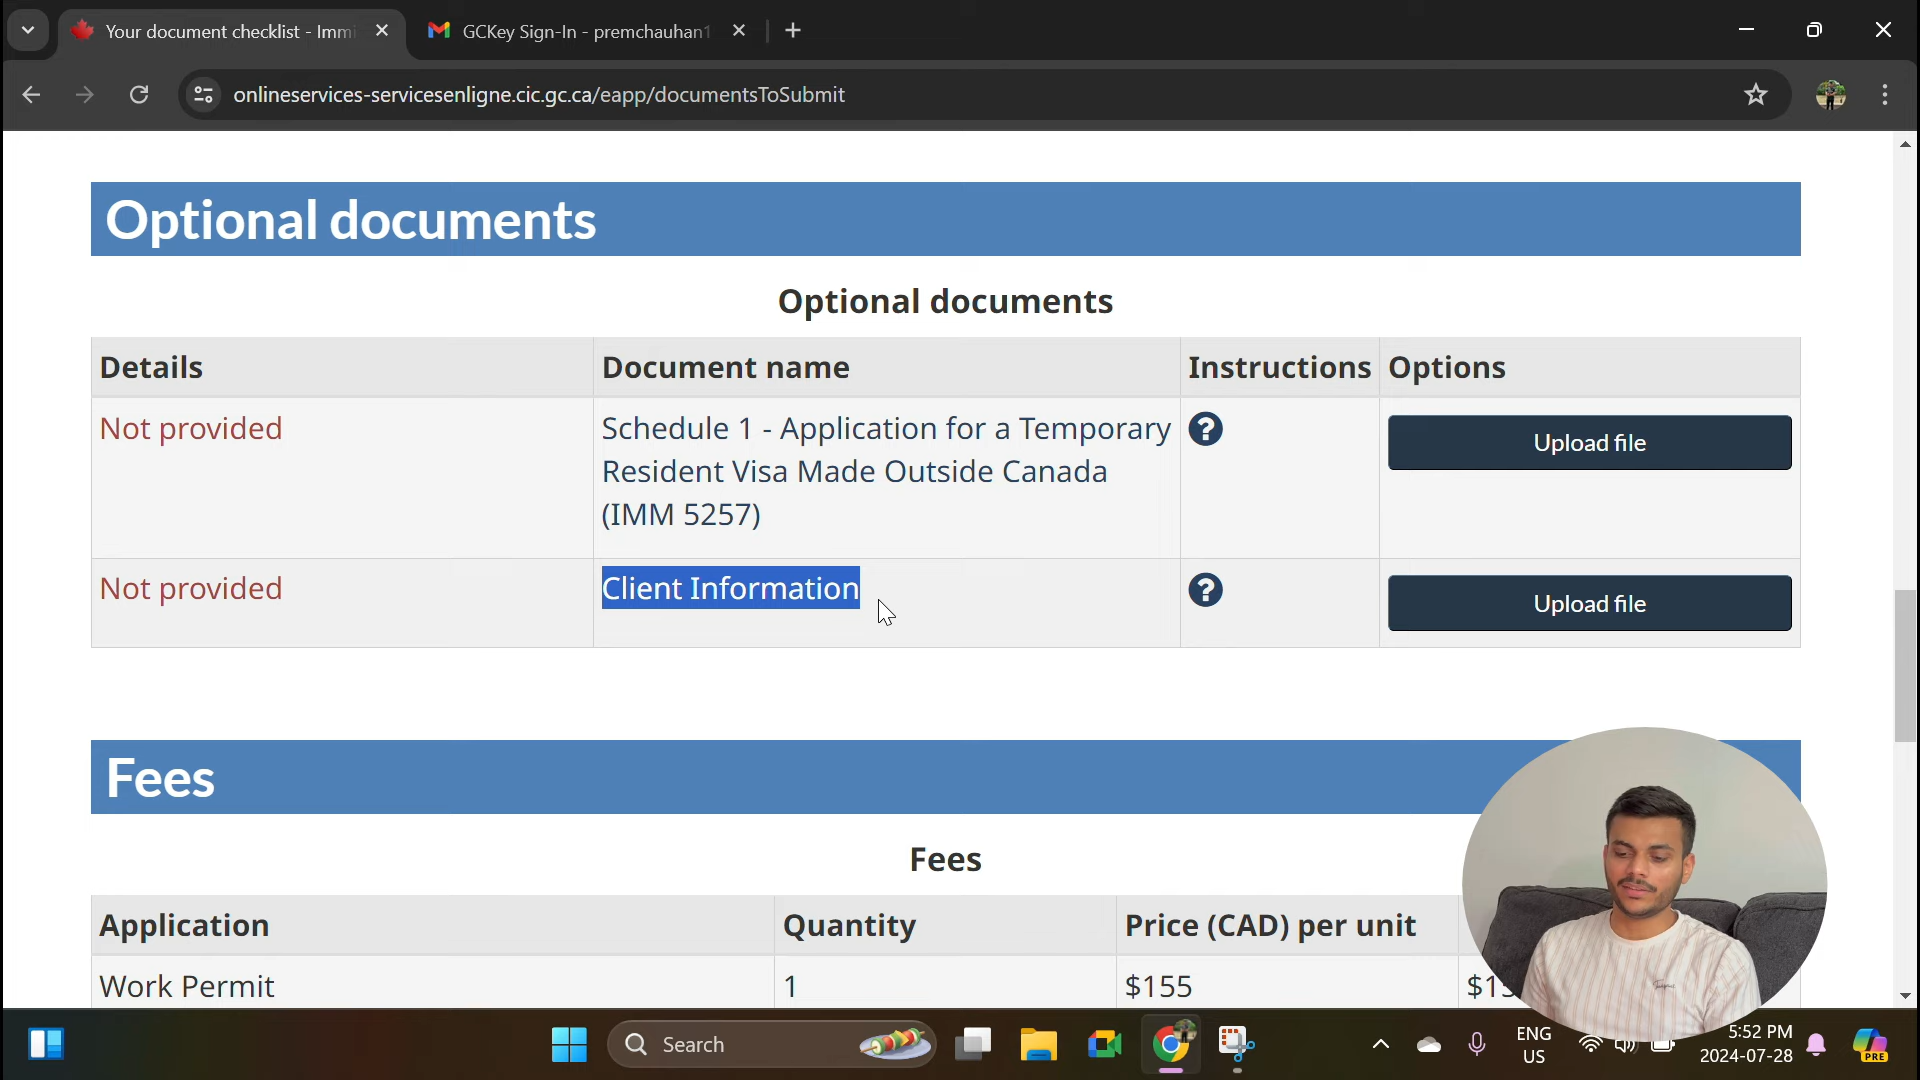 Your document checklist - Immi
GCKey Sign-In - premchauhan1
onlineservices-servicesenligne.cic.gc.ca/eapp/documentsToSubmit
Optional documents
Optional documents
Details Document name Instructions Options
Not provided
Schedule 1 - Application for a Temporary
Resident Visa Made Outside Canada
(IMM 5257)
?
Upload file
Not provided
Client Information
?
Upload file
Fees
Fees
Application Quantity Price (CAD) per unit
Work Permit 1 $155
Search
ENG
US
5:52 PM
2024-07-28
PRE